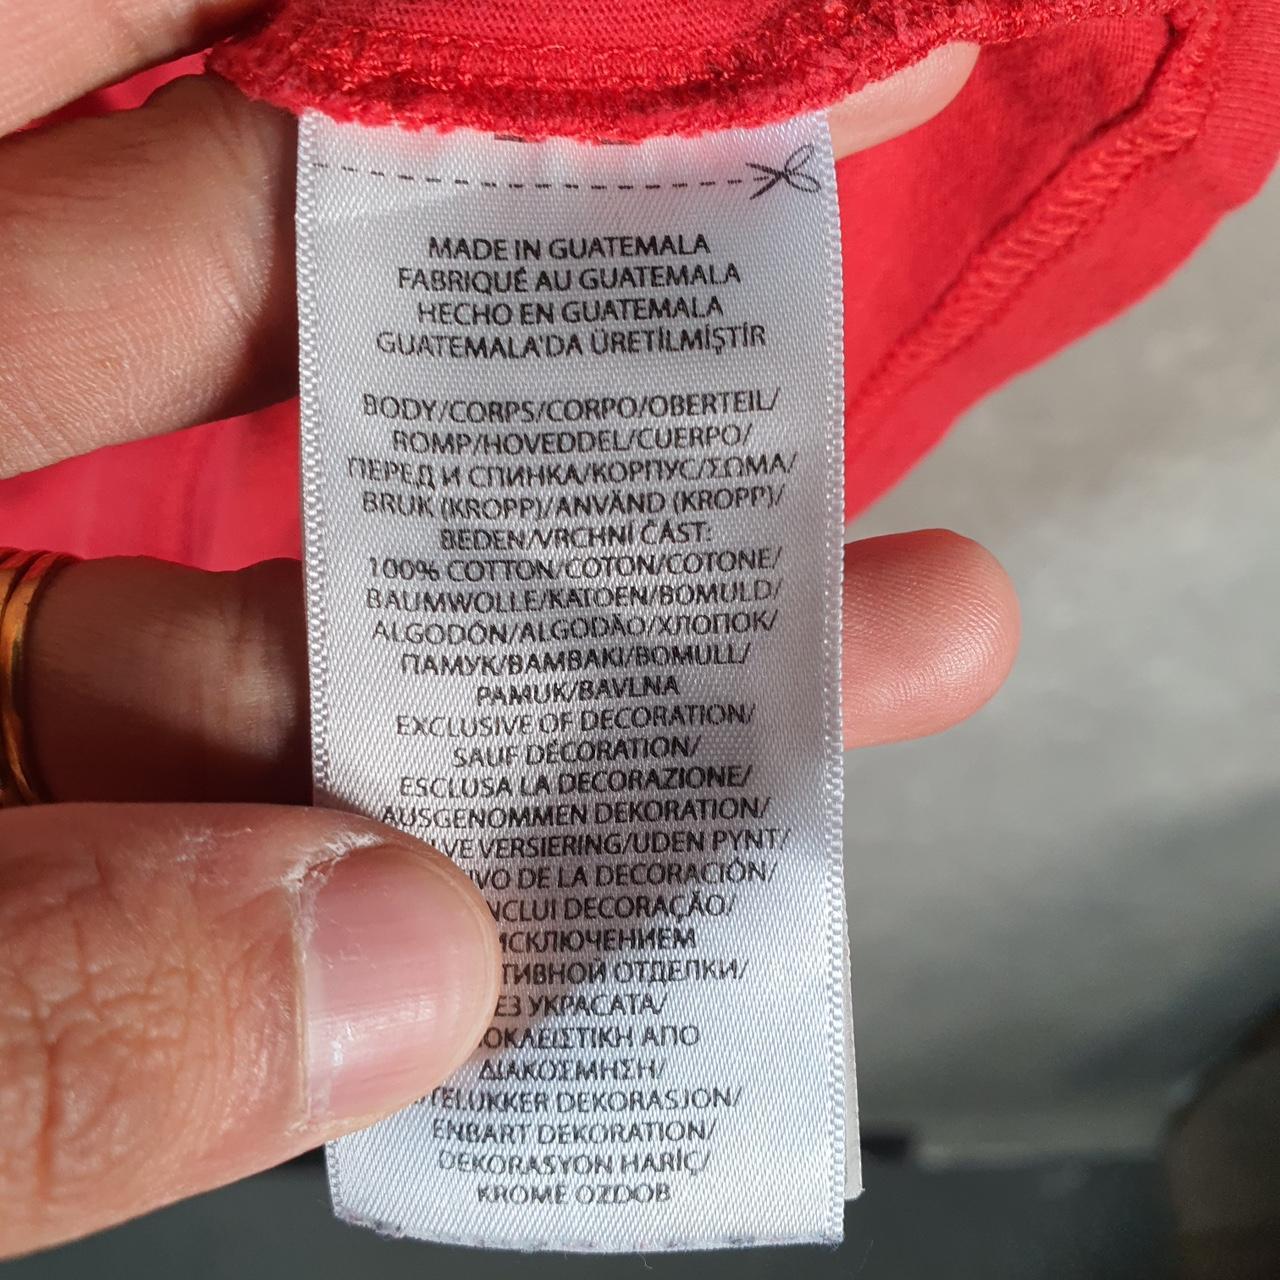 MADE IN GUATEMALA
FABRIQUÉ AU GUATEMALA
HECHO EN GUATEMALA
GUATEMALA'DA ÜRETİLMİŞTİR
BODY/CORPS/CORPO/OBERTEIL/
ROMP/HOVEDDEL/CUERPO/
ПЕРЕД И СПИНКА/КОРПУС/ΣΩΜΑ/
BRUK (KROPP)/ANVÄND (KROPP)/
BEDEN/VRCHNÍ ČÁST:
100% COTTON/COTON/COTONE/
BAUMWOLLE/KATOEN/BOMULD/
ALGODÓN/ALGODÃO/ХЛОПОК/
ПАМУК/BAMBAKI/BOMULL/
PAMUK/BAVLNA
EXCLUSIVE OF DECORATION/
SAUF DÉCORATION/
ESCLUSA LA DECORAZIONE/
AUSGENOMMEN DEKORATION/
VERSIERING/UDEN PYNT/
DE LA DECORACIÓN/
DECORAÇÃO/
ИСКЛЮЧЕНИЕМ
ОТДЕЛКИ/
УКРАСАТА/
ΑΠΟ
ΔΙΑΚΟΣΜΗΣΗ/
DEKORASJON/
ENBART DEKORATION/
DEKORASYON HARİÇ/
KROMĚ OZDOB